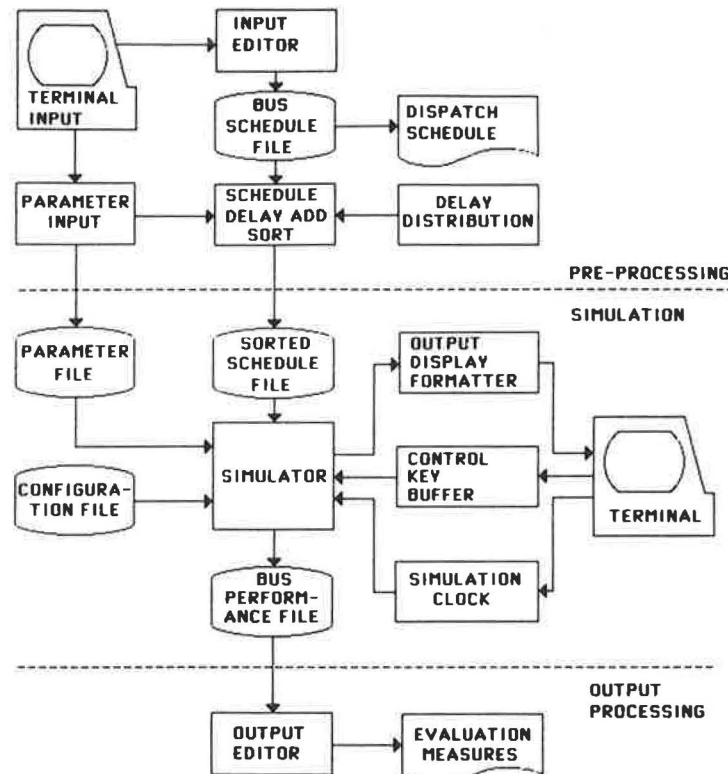 INPUT
EDITOR
TERMINAL
INPUT
BUS
SCHEDULE
FILE
DISPATCH
SCHEDULE
PARAMETER
INPUT
SCHEDULE
DELAY ADD
SORT
DELAY
DISTRIBUTION
PRE-PROCESSING
SIMULATION
PARAMETER
FILE
SORTED
SCHEDULE
FILE
OUTPUT
DISPLAY
FORMATTER
CONFIGURA-
TION FILE
SIMULATOR
CONTROL
KEY
BUFFER
TERMINAL
BUS
PERFORM-
ANCE FILE
SIMULATION
CLOCK
OUTPUT
PROCESSING
OUTPUT
EDITOR
EVALUATION
MEASURES